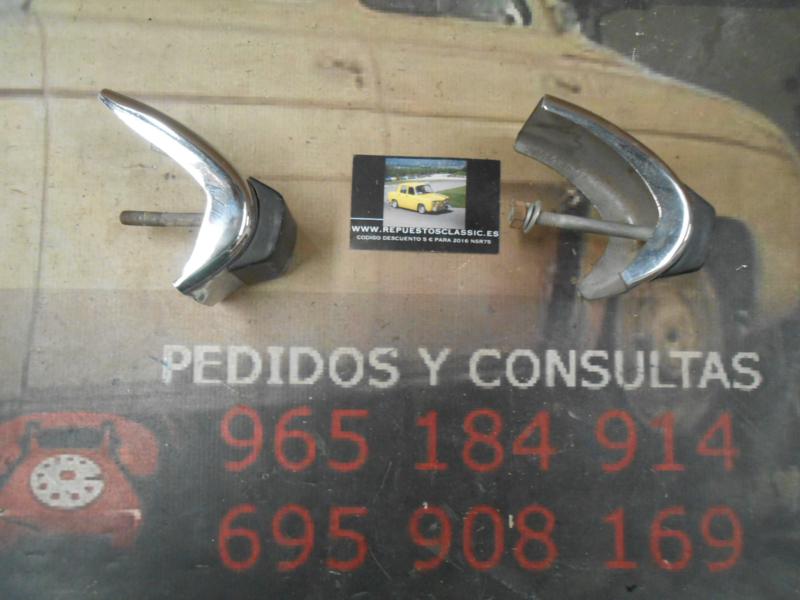 WWW.REPUESTOSCLASSIC.ES
CODIGO DESCUENTO 5 € PARA 2016 NSR75
PEDIDOS Y CONSULTAS
965 184 914
695 908 169